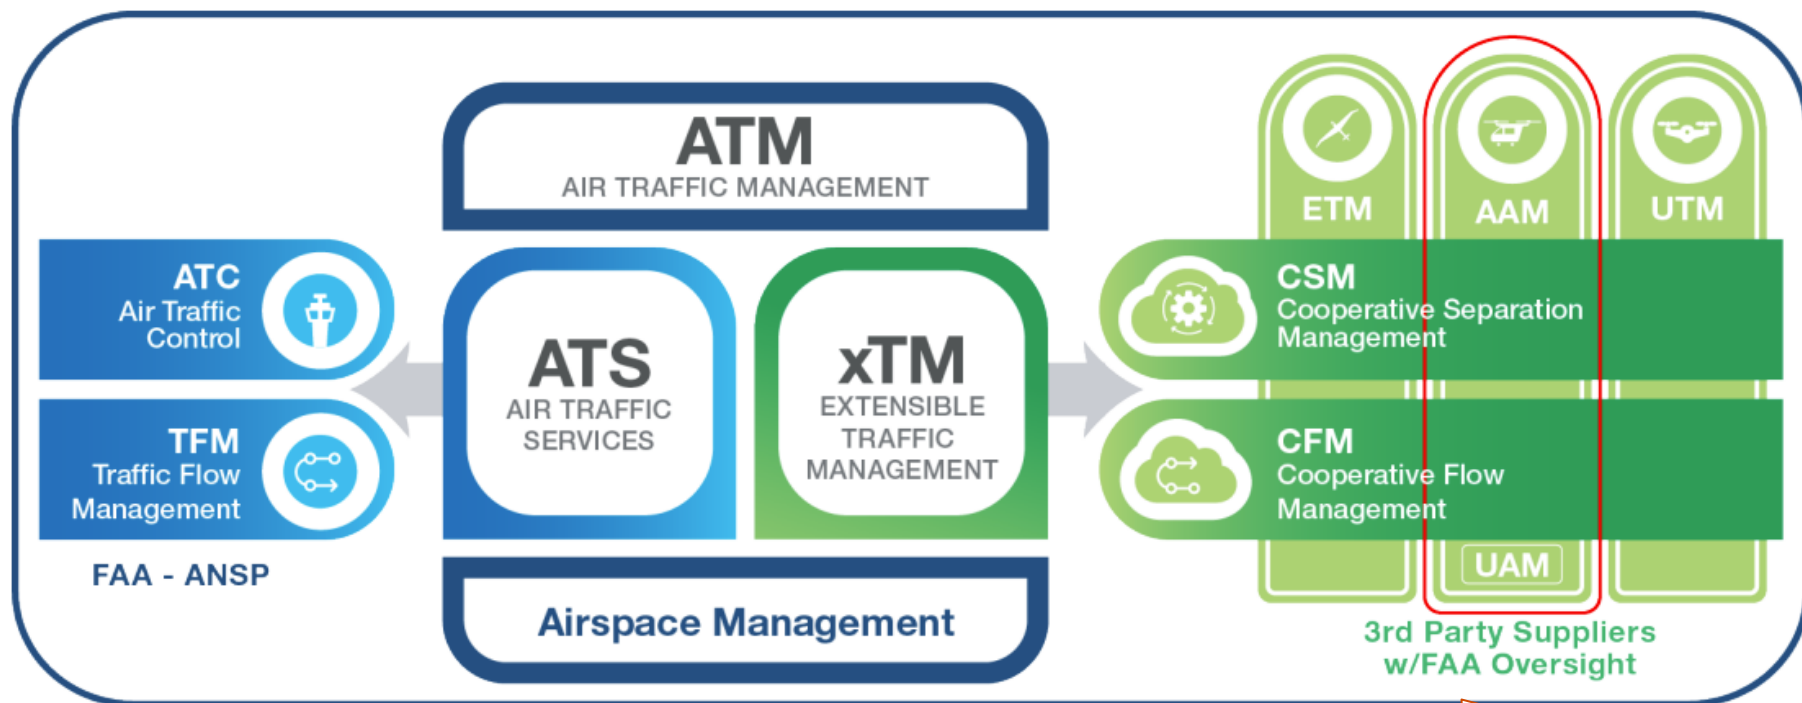 ATM
AIR TRAFFIC MANAGEMENT
ATC
Air Traffic
Control
TFM
Traffic Flow
Management
FAA - ANSP
ATS
AIR TRAFFIC
SERVICES
xTM
EXTENSIBLE
TRAFFIC
MANAGEMENT
Airspace Management
ETM
AAM
UTM
CSM
Cooperative Separation
Management
CFM
Cooperative Flow
Management
UAM
3rd Party Suppliers
w/FAA Oversight